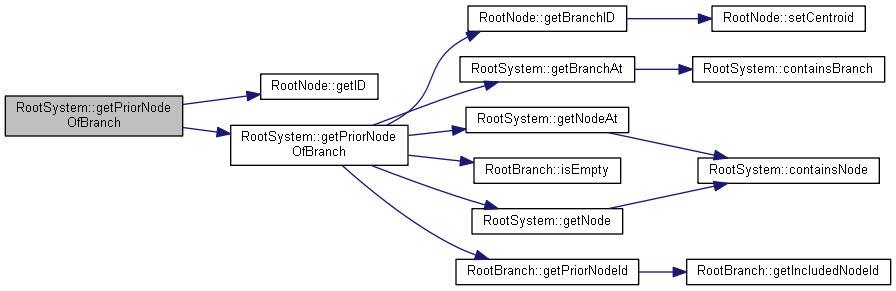 RootSystem::getPriorNode
OfBranch
RootNode::getID
RootSystem::getPriorNode
OfBranch
RootNode::getBranchID
RootSystem::getBranchAt
RootSystem::getNodeAt
RootBranch::isEmpty
RootSystem::getNode
RootBranch::getPriorNodeId
RootNode::setCentroid
RootSystem::containsBranch
RootSystem::containsNode
RootBranch::getIncludedNodeId